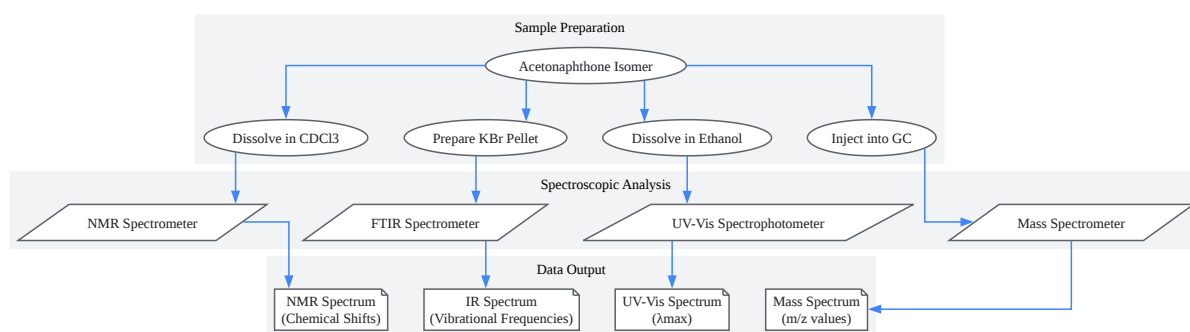 Sample Preparation
Acetonaphthone Isomer
Dissolve in CDCl3
Prepare KBr Pellet
Dissolve in Ethanol
Inject into GC
Spectroscopic Analysis
NMR Spectrometer
FTIR Spectrometer
UV-Vis Spectrophotometer
Mass Spectrometer
Data Output
NMR Spectrum
(Chemical Shifts)
IR Spectrum
(Vibrational Frequencies)
UV-Vis Spectrum
(λmax)
Mass Spectrum
(m/z values)